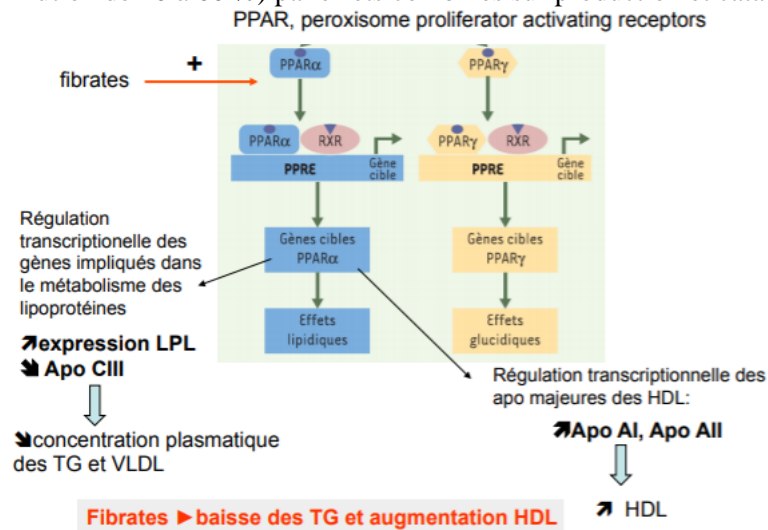 PPAR, peroxisome proliferator activating receptors
+
fibrates
PPARα
PPARγ
PPARα
RXR
PPRE
Gène
cible
PPARγ
RXR
PPRE
Gène
cible
Régulation
transcriptionelle des
gènes impliqués dans
le métabolisme des
lipoprotéines
Gènes cibles
PPARα
Gènes cibles
PPARγ
Effets
lipidiques
Effets
glucidiques
↗expression LPL
↘ Apo CIII
↘concentration plasmatique
des TG et VLDL
Régulation transcriptionnelle des
apo majeures des HDL:
↗Apo AI, Apo AII
↗ HDL
Fibrates ►baisse des TG et augmentation HDL